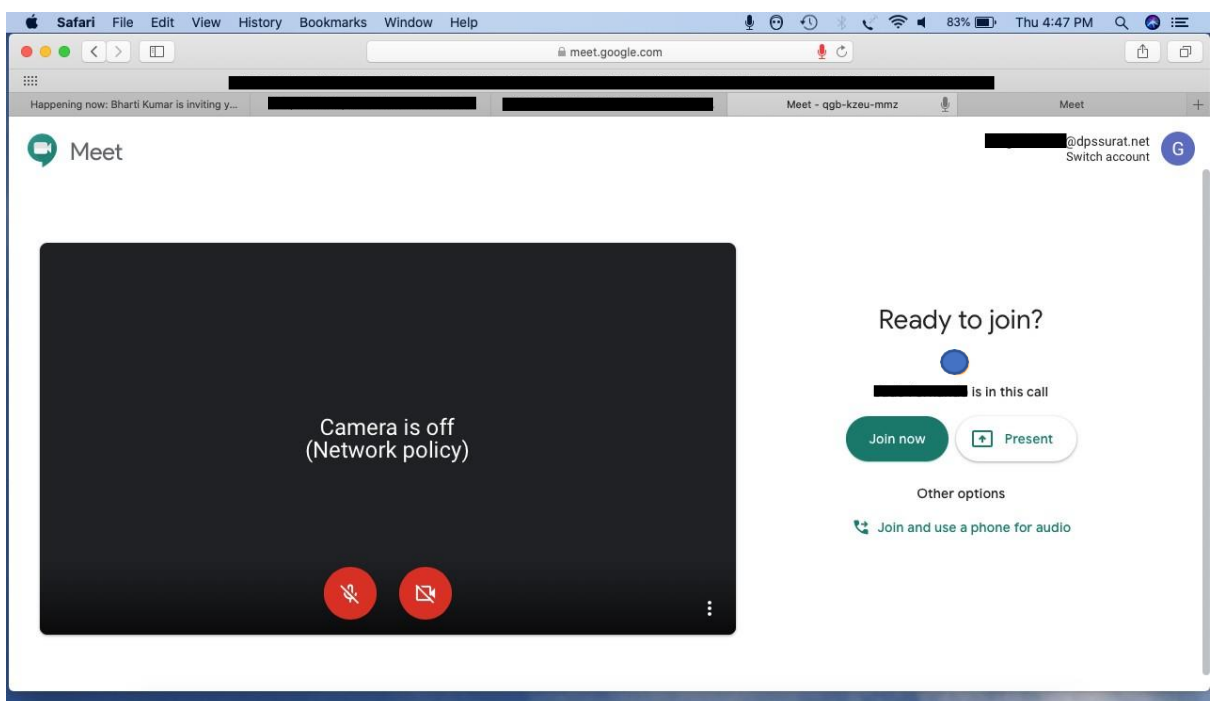 Safari File Edit View History Bookmarks Window Help 83% Thu 4:47 PM
meet.google.com
Happening now: Bharti Kumar is inviting y... Meet - qgb-kzeu-mmz Meet
Meet
@dpssurat.net
Switch account
G
Ready to join?
is in this call
Camera is off
(Network policy)
Join now Present
Other options
Join and use a phone for audio